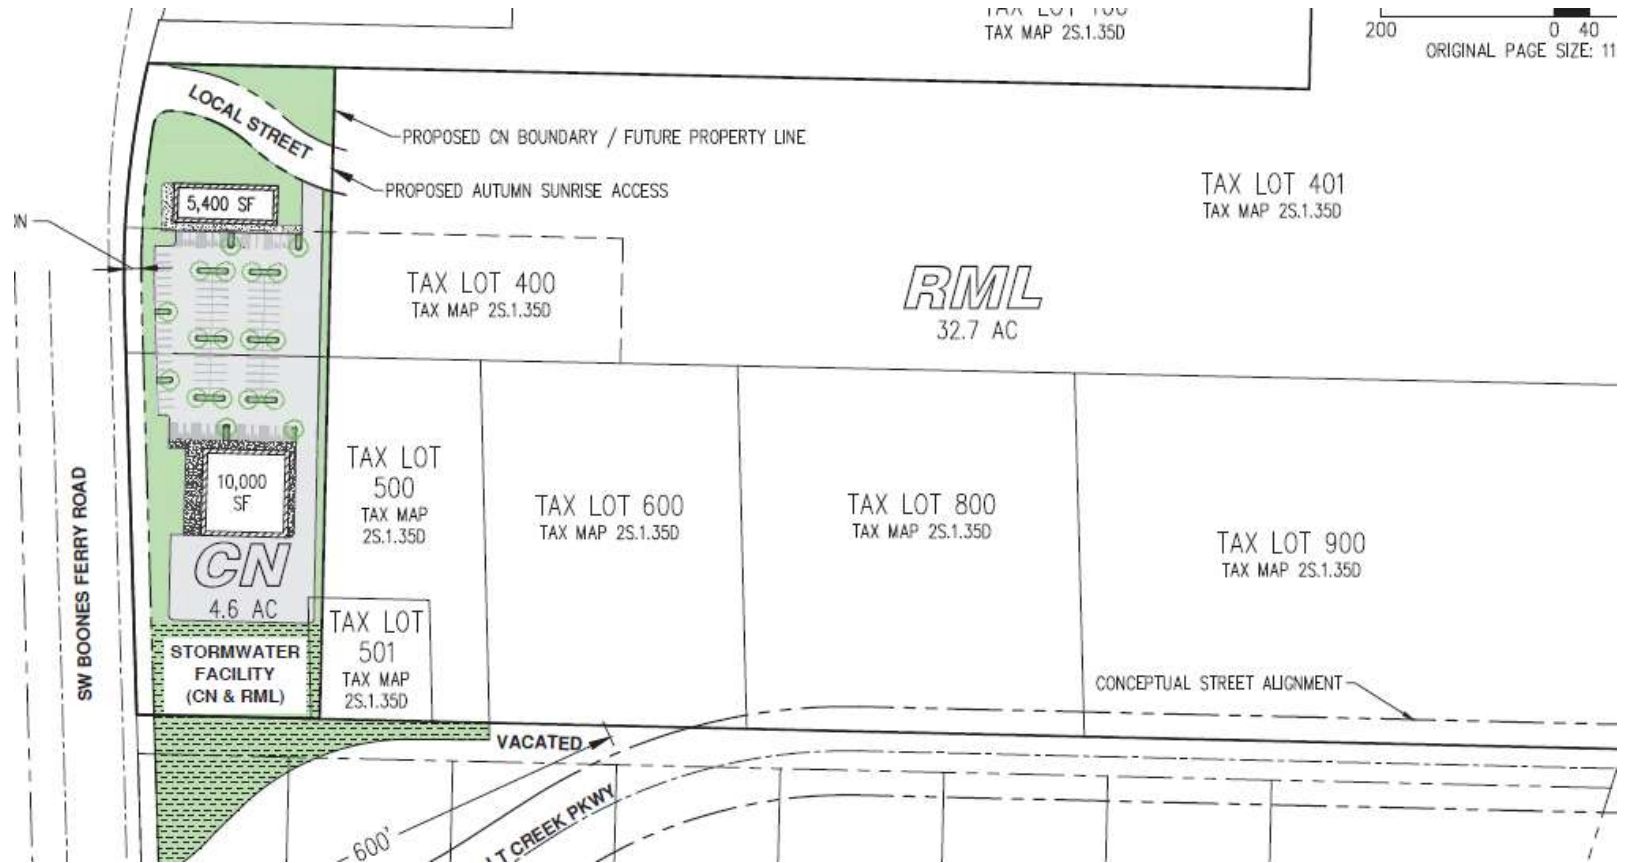 TAX MAP 2S.1.35D
200 0 40
ORIGINAL PAGE SIZE: 11
LOCAL STREET
PROPOSED CN BOUNDARY / FUTURE PROPERTY LINE
PROPOSED AUTUMN SUNRISE ACCESS
TAX LOT 401
TAX MAP 2S.1.35D
5,400 SF
TAX LOT 400
TAX MAP 2S.1.35D
RML
32.7 AC
SW BOONES FERRY ROAD
TAX LOT
500
TAX MAP
2S.1.35D
10,000
SF
TAX LOT 600
TAX MAP 2S.1.35D
TAX LOT 800
TAX MAP 2S.1.35D
TAX LOT 900
TAX MAP 2S.1.35D
CN
4.6 AC
TAX LOT
501
TAX MAP
2S.1.35D
STORMWATER
FACILITY
(CN & RML)
CONCEPTUAL STREET ALIGNMENT
VACATED
600'
LT CREEK PKWY